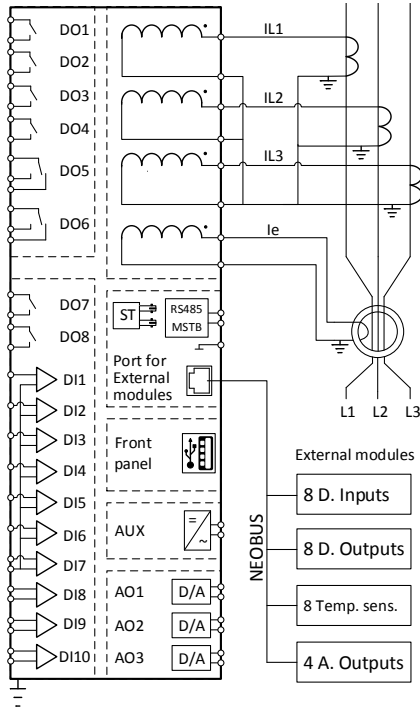 DO1
DO2
DO3
DO4
DO5
DO6
DO7
DO8
DI1
DI2
DI3
DI4
DI5
DI6
DI7
DI8
DI9
DI10
IL1
IL2
IL3
Ie
ST
RS485
MSTB
Port for
External
modules
Front
panel
AUX
=
~
AO1
D/A
AO2
D/A
AO3
D/A
NEOBUS
L1 L2 L3
External modules
8 D. Inputs
8 D. Outputs
8 Temp. sens.
4 A. Outputs